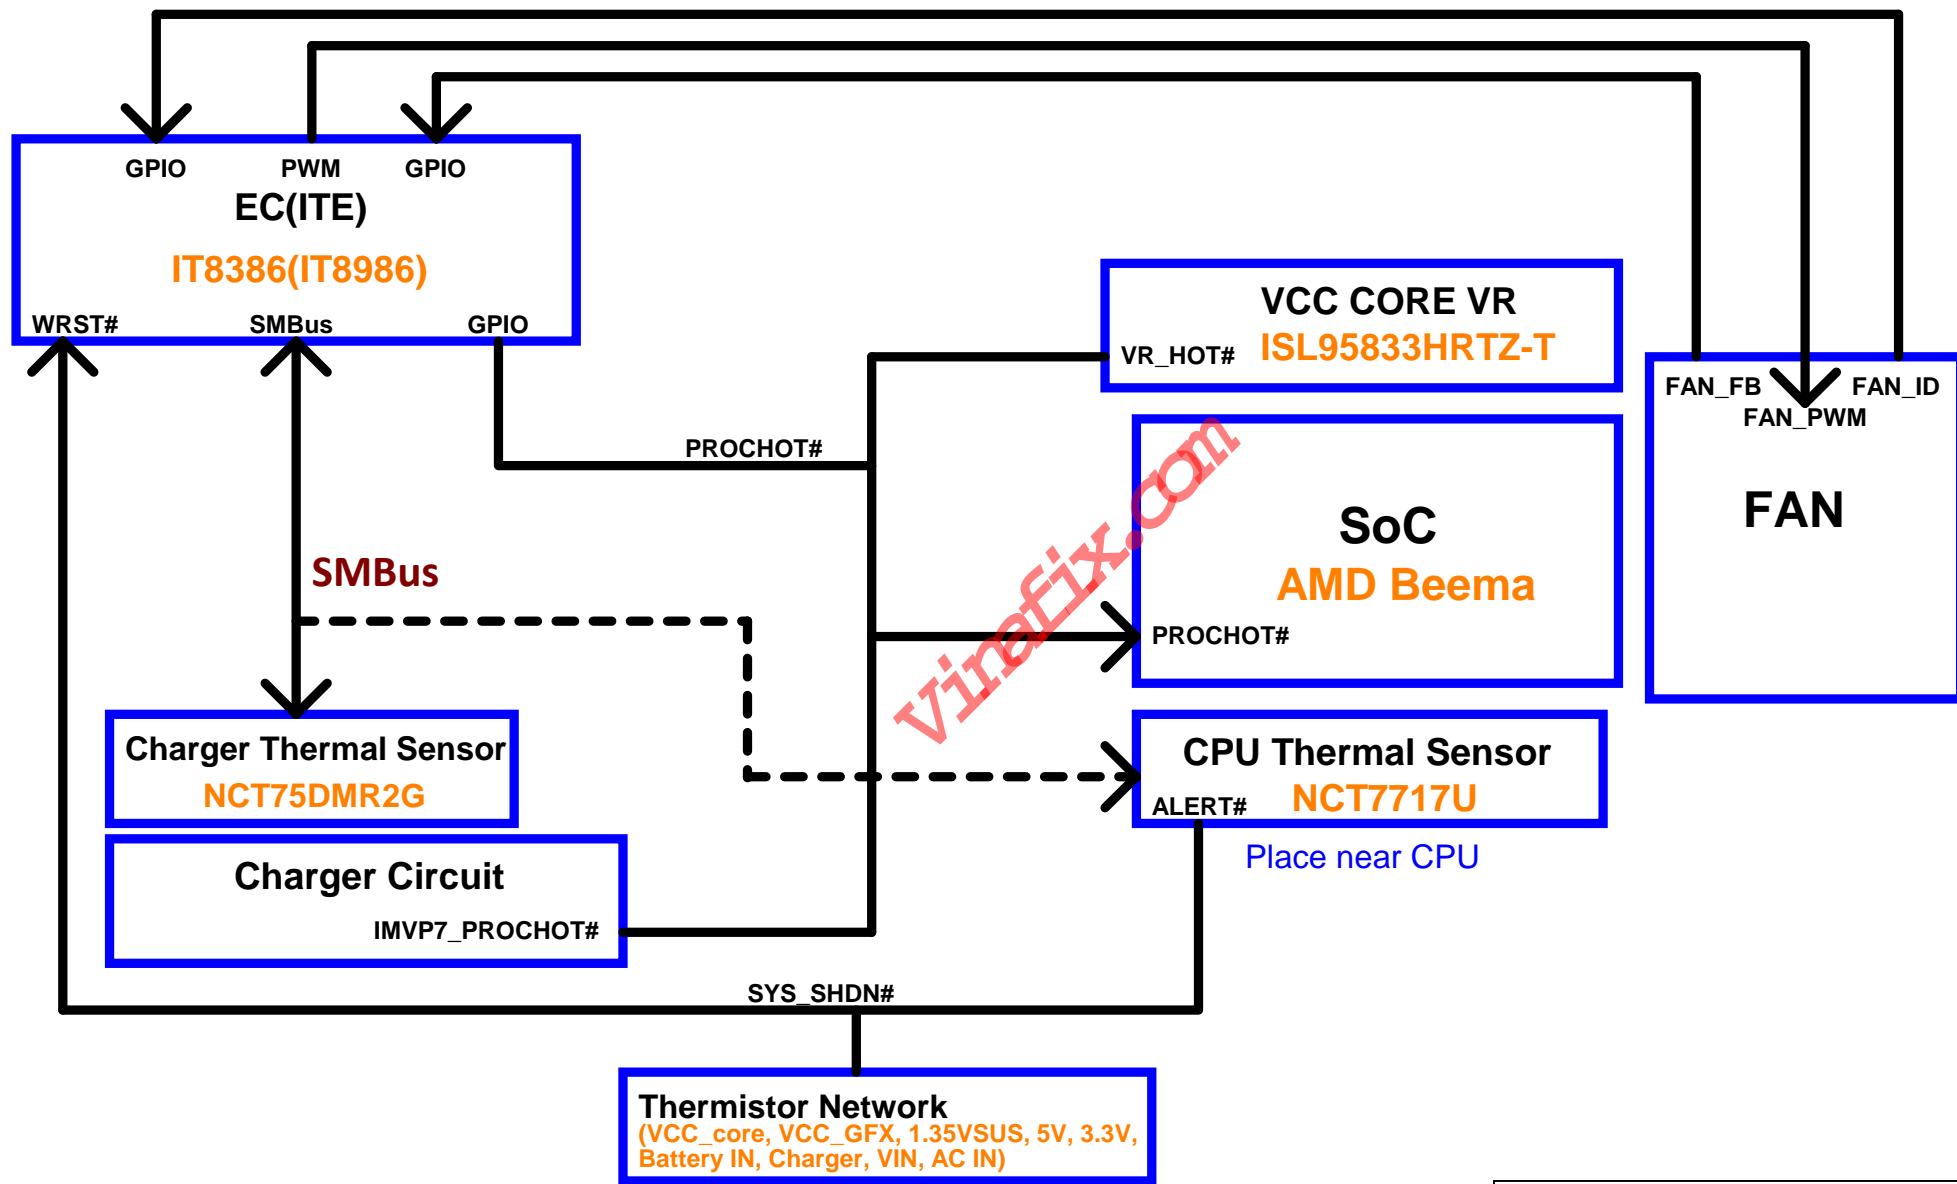 GPIO
PWM
GPIO
EC(ITE)
IT8386(IT8986)
WRST#
SMBus
GPIO
VCC CORE VR
ISL95833HRTZ-T
VR_HOT#
FAN_FB
FAN_ID
FAN_PWM
FAN
PROCHOT#
SoC
AMD Beema
PROCHOT#
SMBus
vinafix.com
Charger Thermal Sensor
NCT75DMR2G
CPU Thermal Sensor
NCT7717U
ALERT#
Place near CPU
Charger Circuit
IMVP7_PROCHOT#
SYS_SHDN#
Thermistor Network
(VCC_core, VCC_GFX, 1.35VSUS, 5V, 3.3V,
Battery IN, Charger, VIN, AC IN)